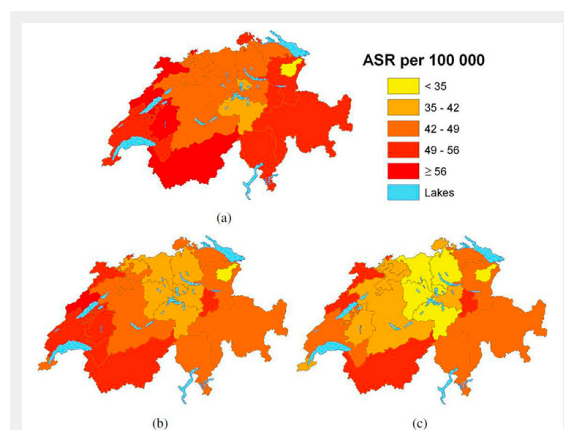 ASR per 100 000
< 35
35 - 42
42 - 49
49 - 56
≥ 56
Lakes
(a)
(b)
(c)